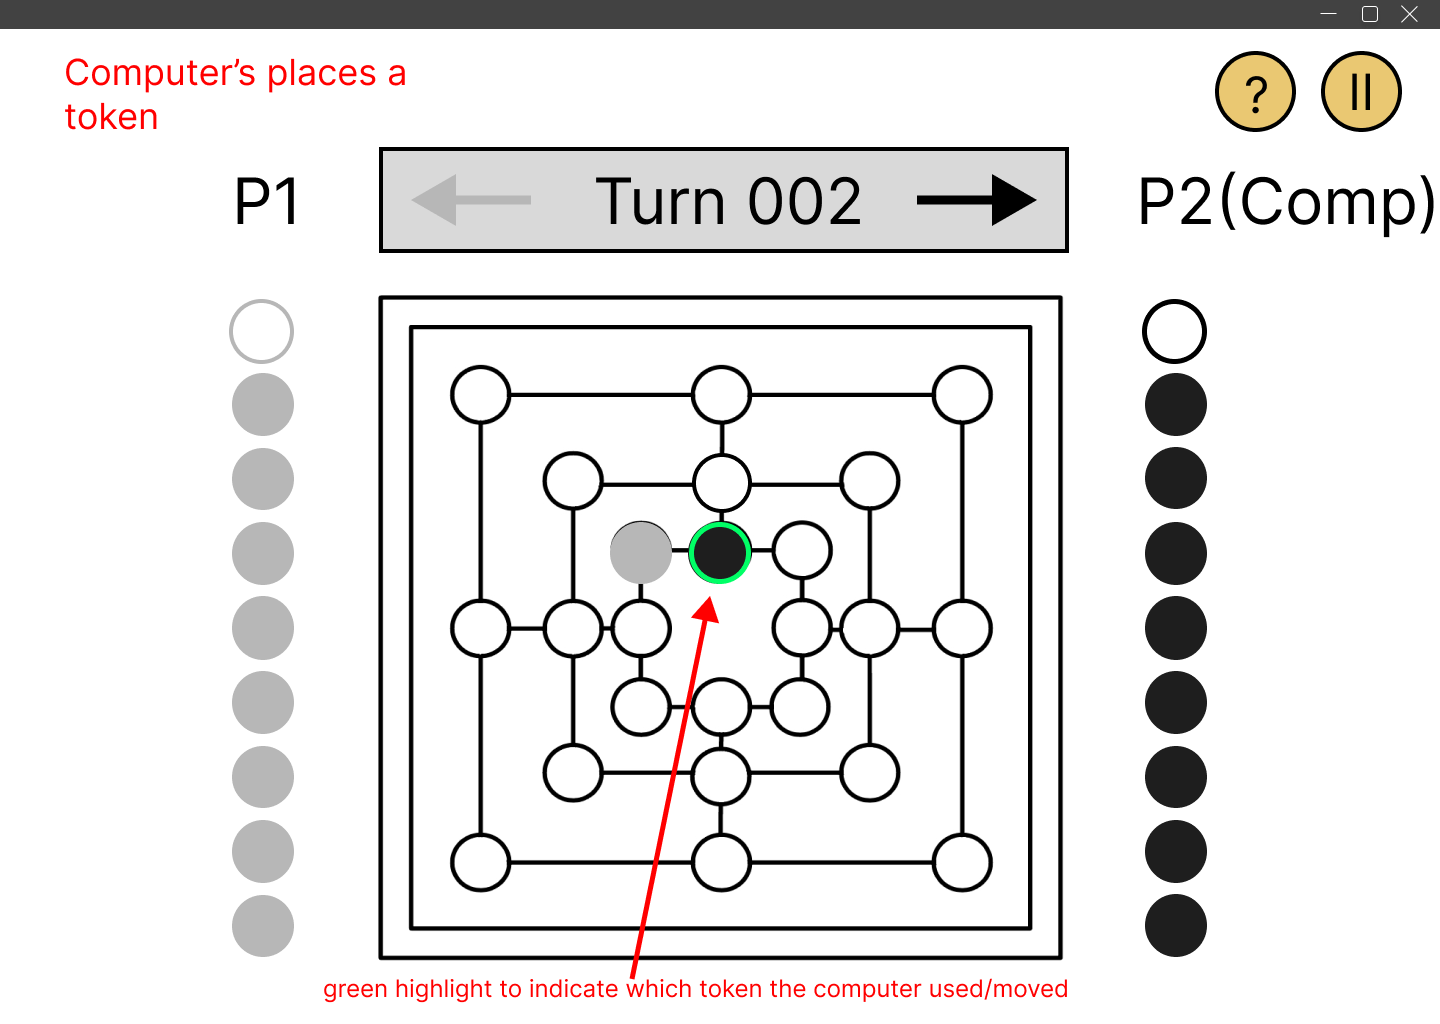 Computer’s places a
token
?
P1
Turn 002
P2(Comp)
green highlight to indicate which token the computer used/moved